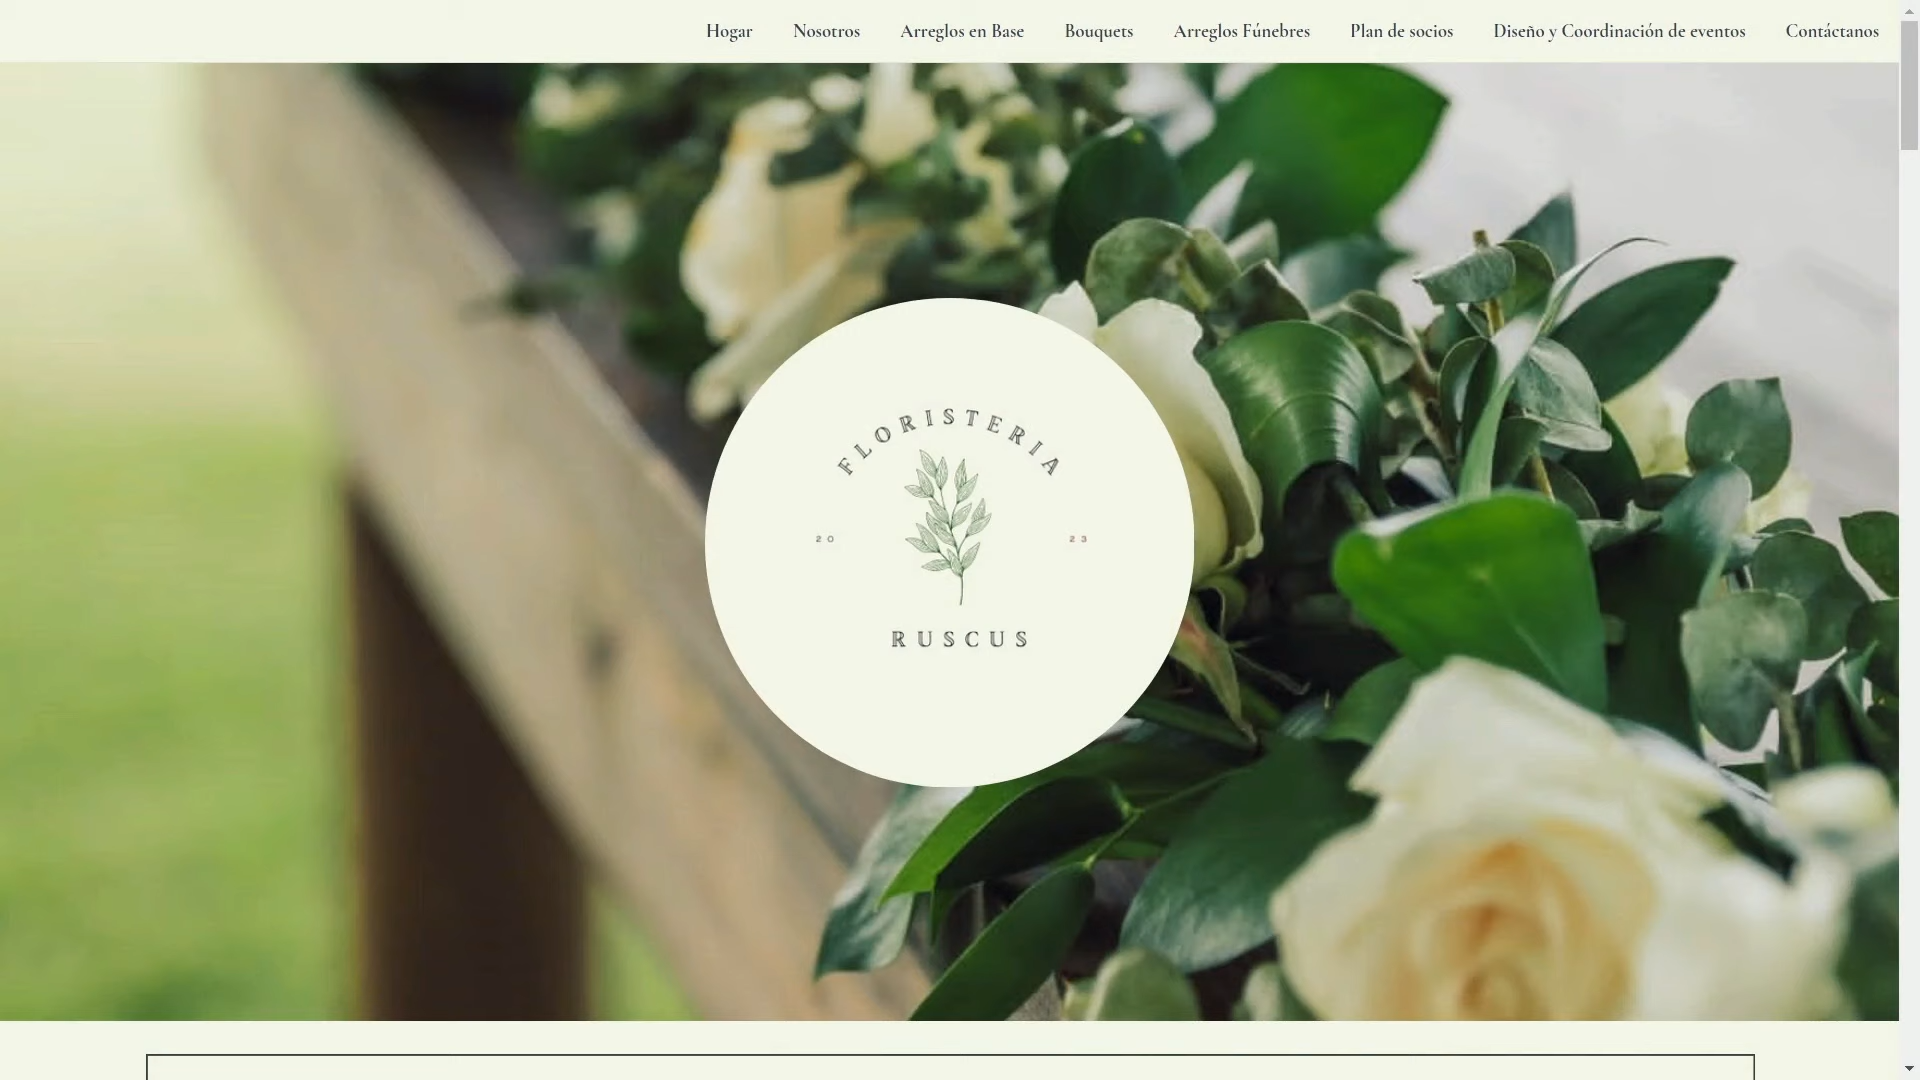 Hogar Nosotros Arreglos en Base Bouquets Arreglos Fúnebres Plan de socios Diseño y Coordinación de eventos Contáctanos
FLORISTERIA
20 23
RUSCUS